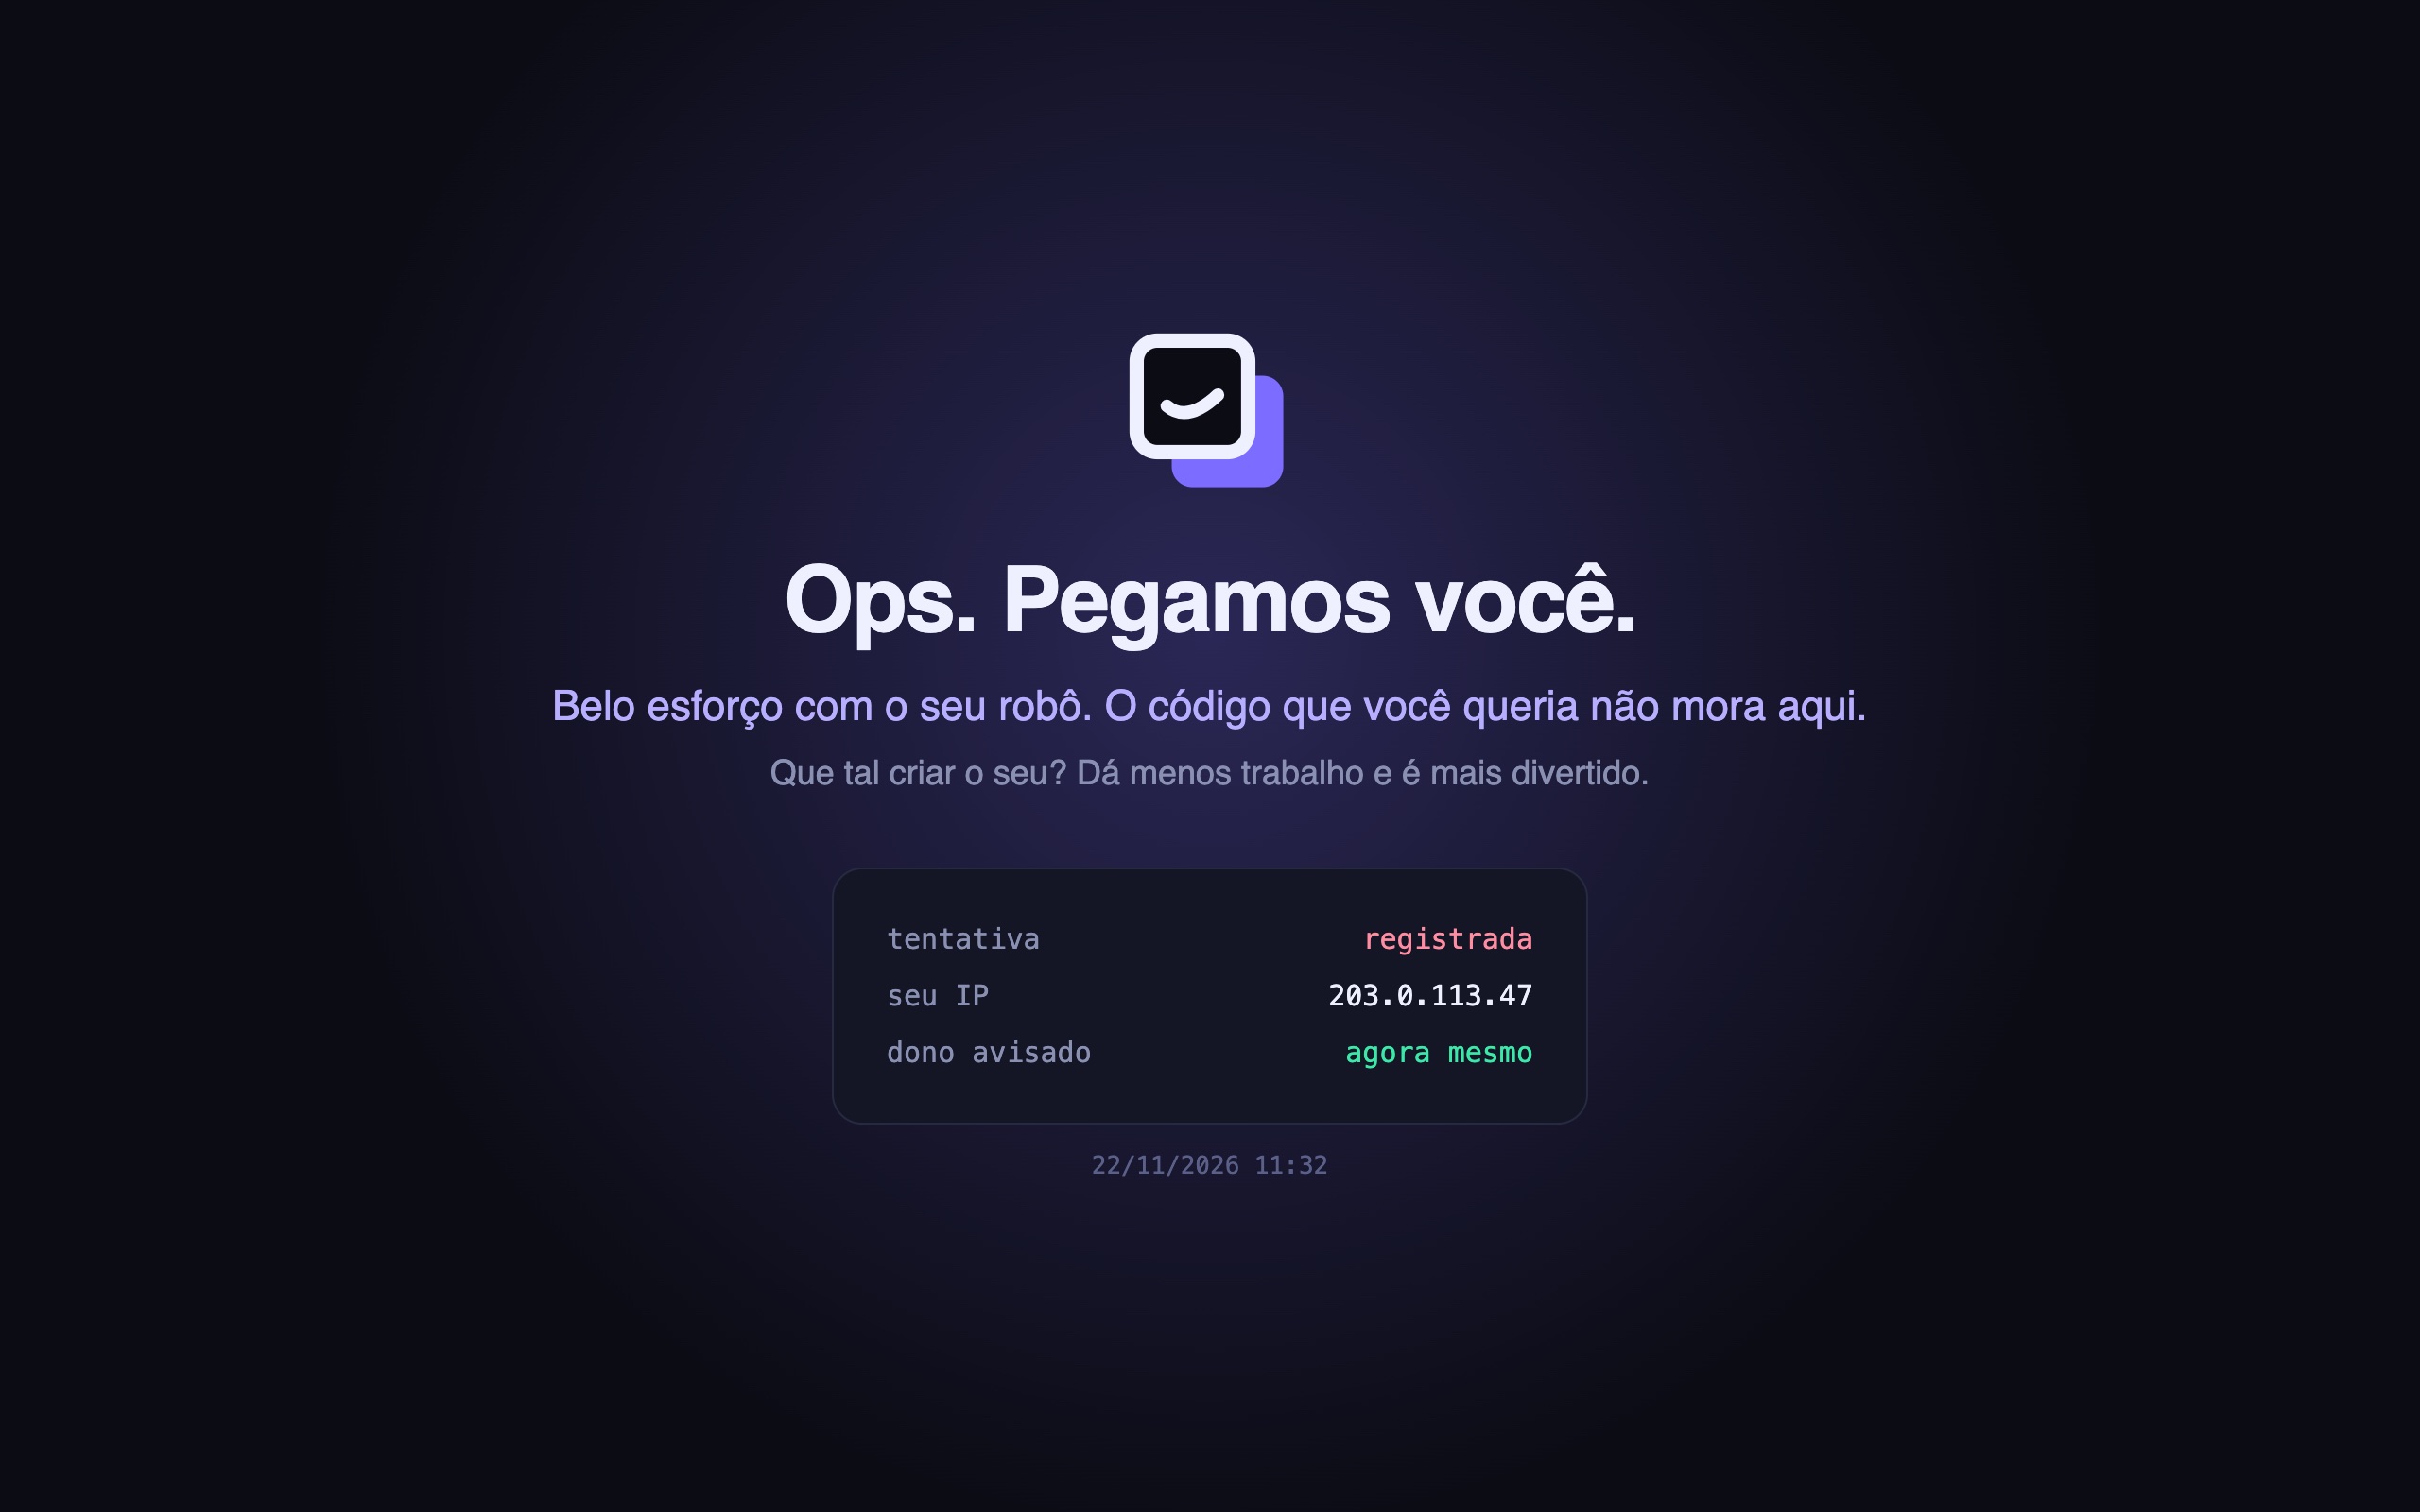 Ops. Pegamos você.
Belo esforço com o seu robô. O código que você queria não mora aqui.
Que tal criar o seu? Dá menos trabalho e é mais divertido.
tentativa registrada
seu IP 203.0.113.47
dono avisado agora mesmo
22/11/2026 11:32